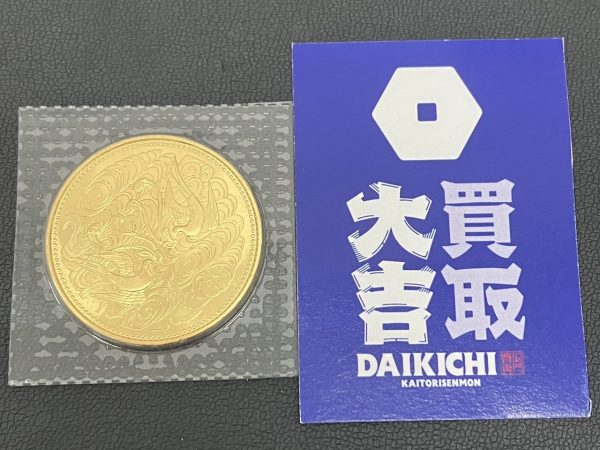 買取
大吉
DAIKICHI
KAITORISENMON